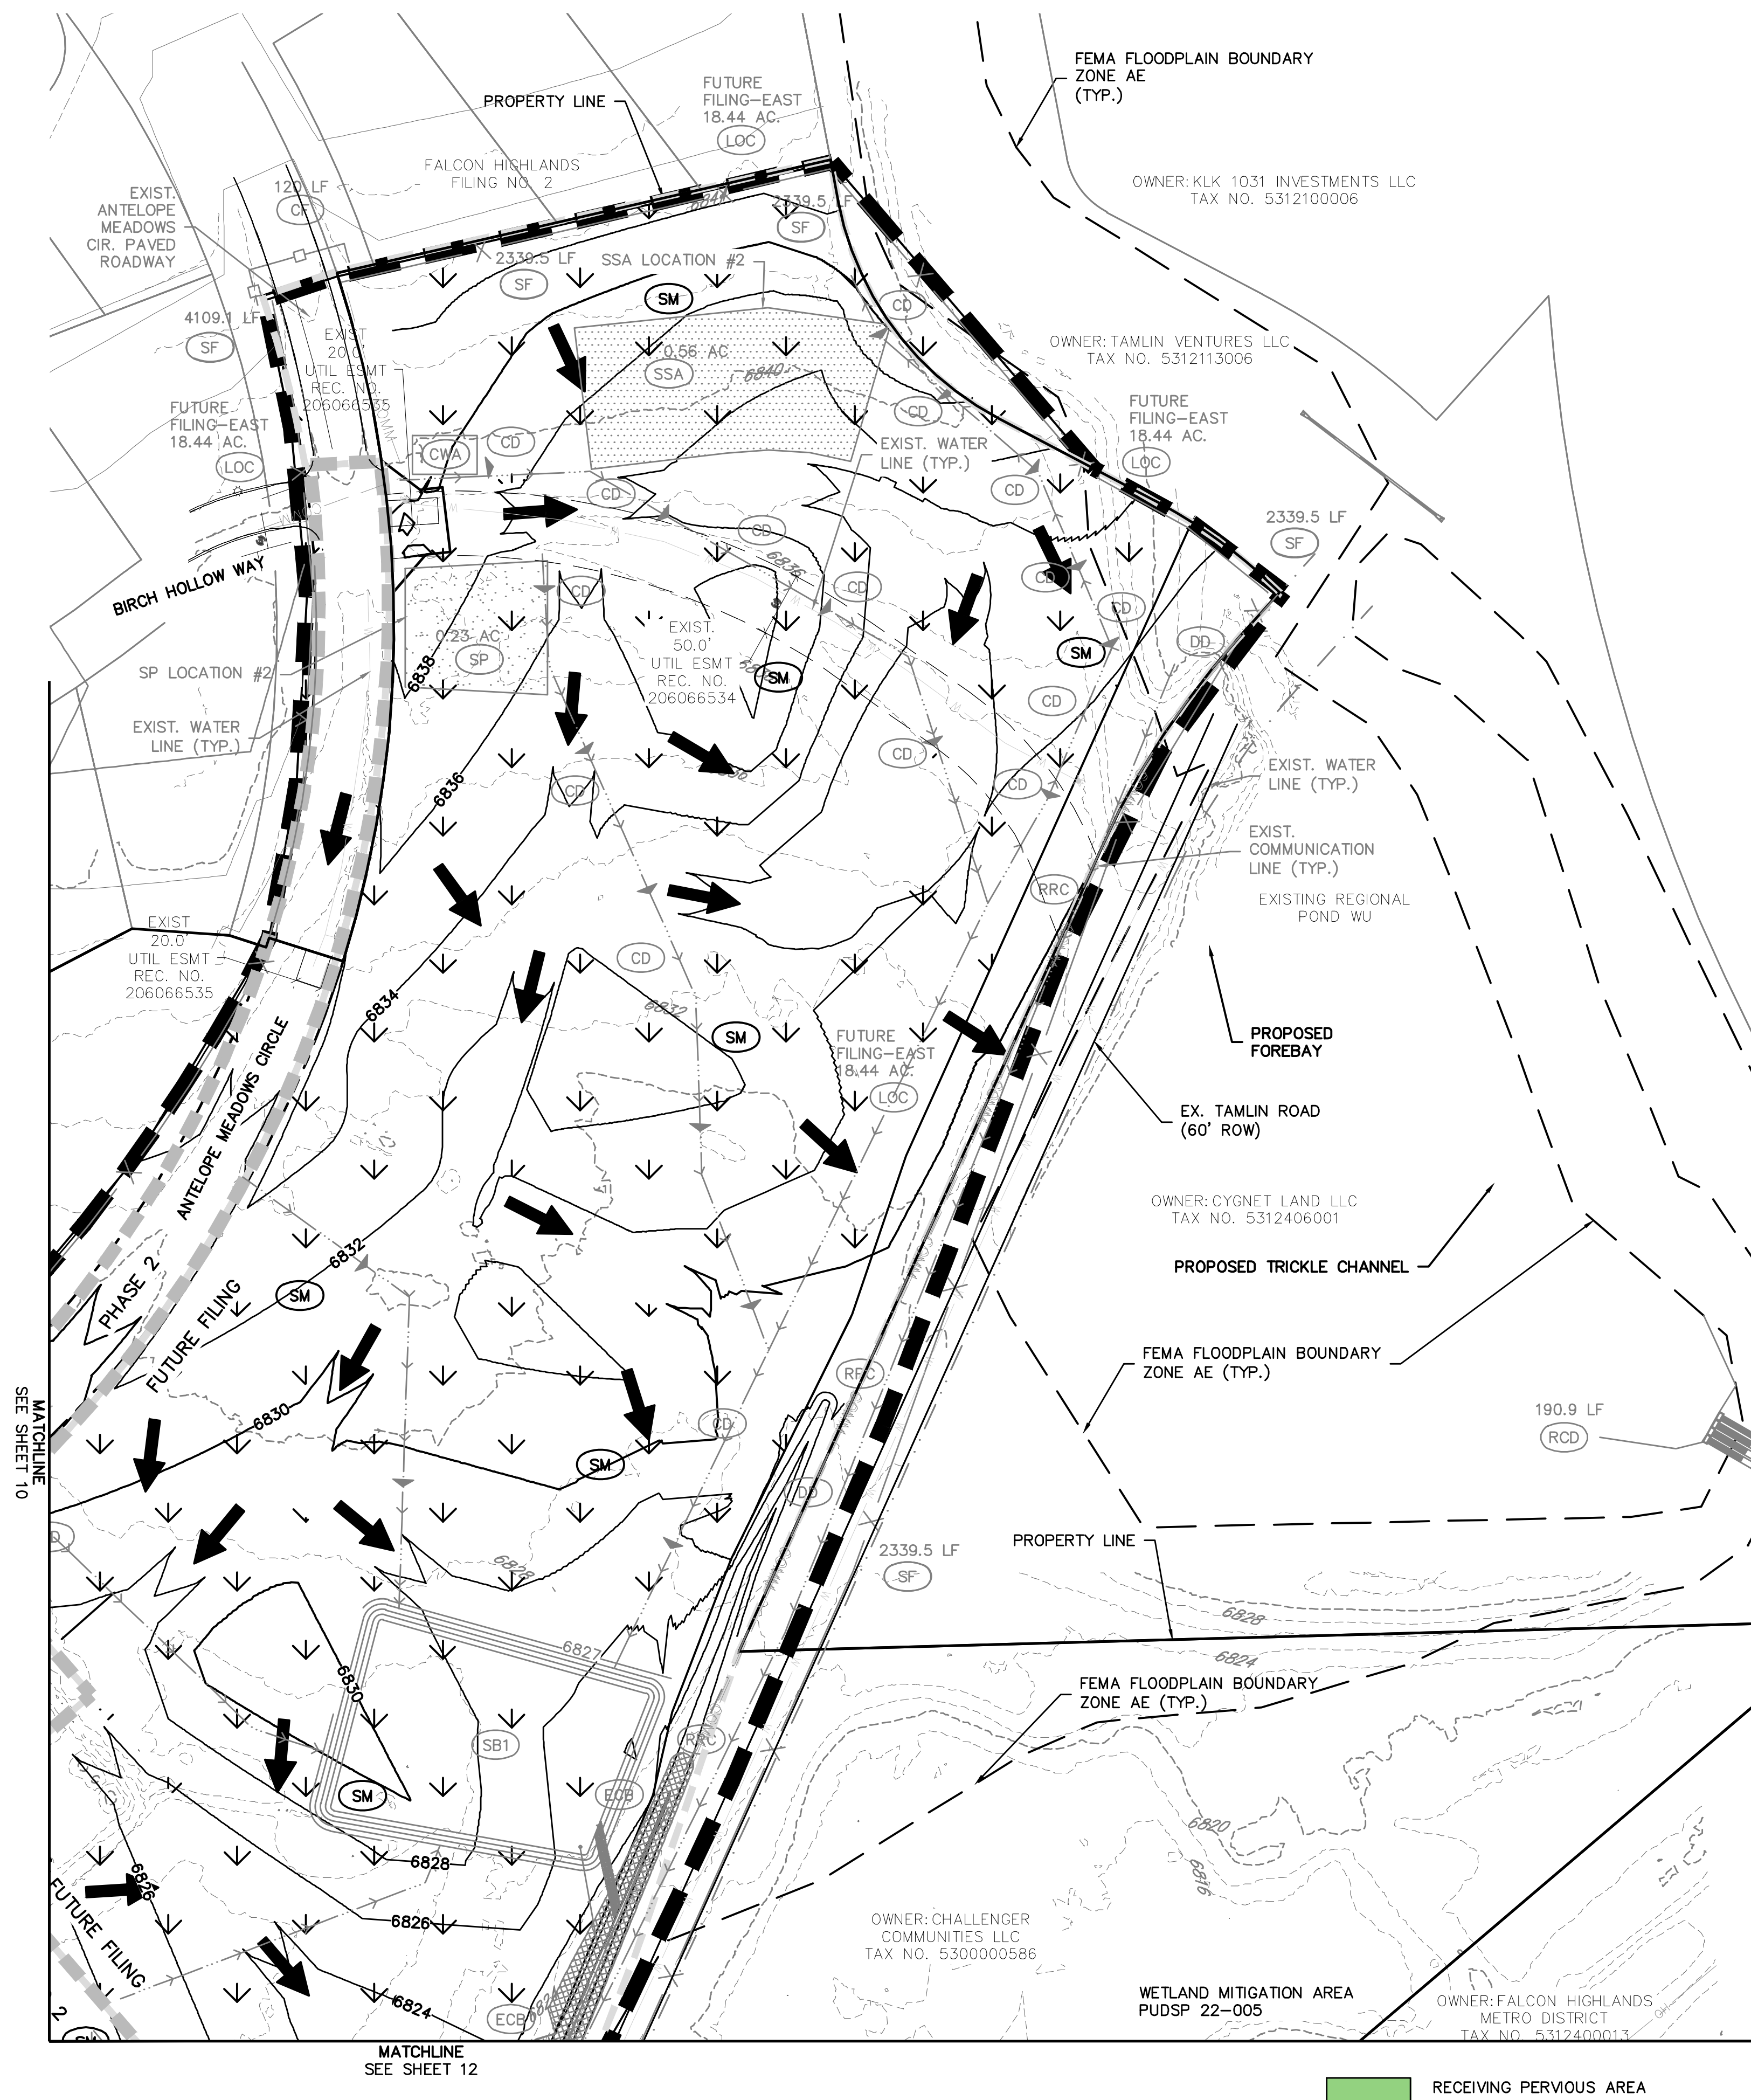 FEMA FLOODPLAIN BOUNDARY
ZONE AE
(TYP.)
PROPERTY LINE
FUTURE
FILING-EAST
18.44 AC.
LOC
FALCON HIGHLANDS
FILING NO. 2
OWNER: KLK 1031 INVESTMENTS LLC
TAX NO. 5312100006
EXIST.
ANTELOPE
MEADOWS
CIR. PAVED
ROADWAY
120 LF
CF
2339.5 LF
SF
2339.5 LF
SF
SSA LOCATION #2
SM
4109.1 LF
SF
CD
OWNER: TAMLIN VENTURES LLC
TAX NO. 5312113006
EXIST
20.0'
UTIL ESMT
REC. NO.
206066535
0.56 AC
SSA
6840
FUTURE
FILING-EAST
18.44 AC.
LOC
CD
FUTURE
FILING-EAST
18.44 AC.
LOC
CWA
CD
EXIST. WATER
LINE (TYP.)
CD
CD
2339.5 LF
SF
CD
6836
BIRCH HOLLOW WAY
CD
CD
CD
CD
0.23 AC
SP
EXIST.
50.0'
UTIL ESMT
REC. NO.
206066534
SM
SM
DD
SP LOCATION #2
6838
CD
EXIST. WATER
LINE (TYP.)
CD
6836
CD
CD
EXIST. WATER
LINE (TYP.)
EXIST.
COMMUNICATION
LINE (TYP.)
RRC
EXISTING REGIONAL
POND WU
EXIST
20.0'
UTIL ESMT
REC. NO.
206066535
CD
6834
6832
SM
FUTURE
FILING-EAST
18.44 AC.
LOC
PROPOSED
FOREBAY
ANTELOPE MEADOWS CIRCLE
EX. TAMLIN ROAD
(60' ROW)
OWNER: CYGNET LAND LLC
TAX NO. 5312406001
6832
PROPOSED TRICKLE CHANNEL
PHASE 2
SM
FUTURE FILING
FEMA FLOODPLAIN BOUNDARY
ZONE AE (TYP.)
RRC
6830
CD
190.9 LF
RCD
MATCHLINE
SEE SHEET 10
SM
DD
COMM
PROPERTY LINE
2339.5 LF
SF
6828
6828
6827
6824
6830
FEMA FLOODPLAIN BOUNDARY
ZONE AE (TYP.)
SB1
RRC
SM
ECB
6820
6828
6816
6826
FUTURE FILING
6826
OWNER: CHALLENGER
COMMUNITIES LLC
TAX NO. 5300000586
WETLAND MITIGATION AREA
PUDSP 22-005
OWNER: FALCON HIGHLANDS
METRO DISTRICT
TAX NO. 5312400013
6824
6824
ECB
2
SM
MATCHLINE
SEE SHEET 12
RECEIVING PERVIOUS AREA